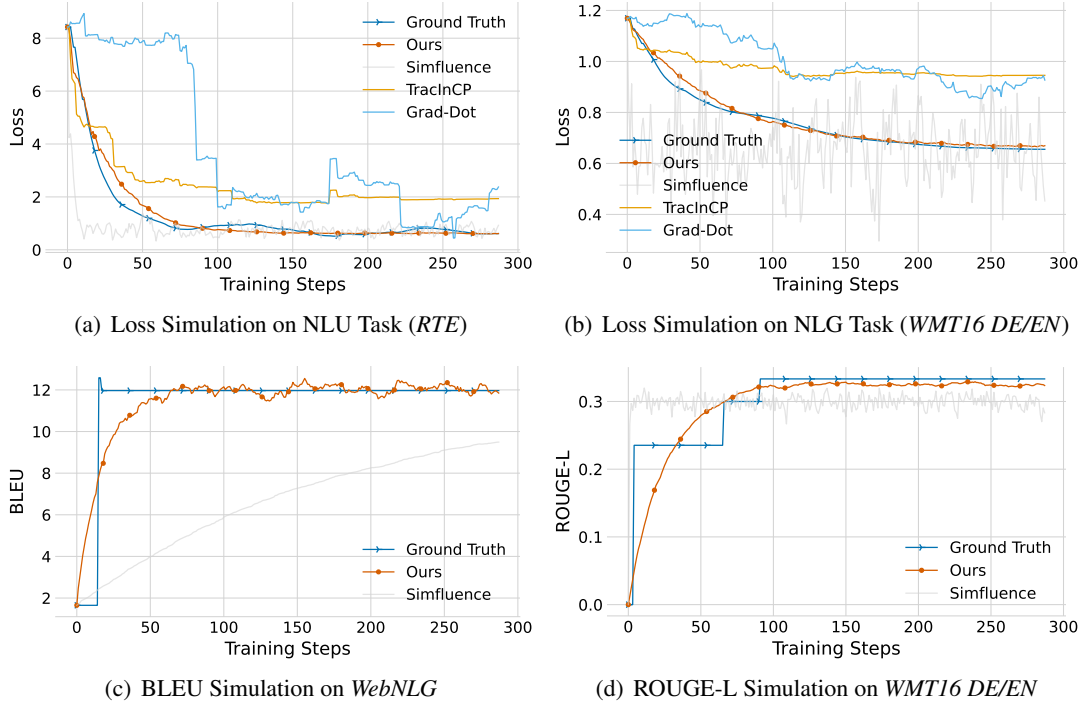 Ground Truth
Ours
Simfluence
TracInCP
Grad-Dot
Loss
8
6
4
2
0
0 50 100 150 200 250 300
Training Steps
(a) Loss Simulation on NLU Task (RTE)
1.2
1.0
0.8
0.6
0.4
Loss
Ground Truth
Ours
Simfluence
TracInCP
Grad-Dot
0 50 100 150 200 250 300
Training Steps
(b) Loss Simulation on NLG Task (WMT16 DE/EN)
12
10
8
6
4
2
BLEU
Ground Truth
Ours
Simfluence
0 50 100 150 200 250 300
Training Steps
(c) BLEU Simulation on WebNLG
0.3
0.2
0.1
0.0
ROUGE-L
Ground Truth
Ours
Simfluence
0 50 100 150 200 250 300
Training Steps
(d) ROUGE-L Simulation on WMT16 DE/EN